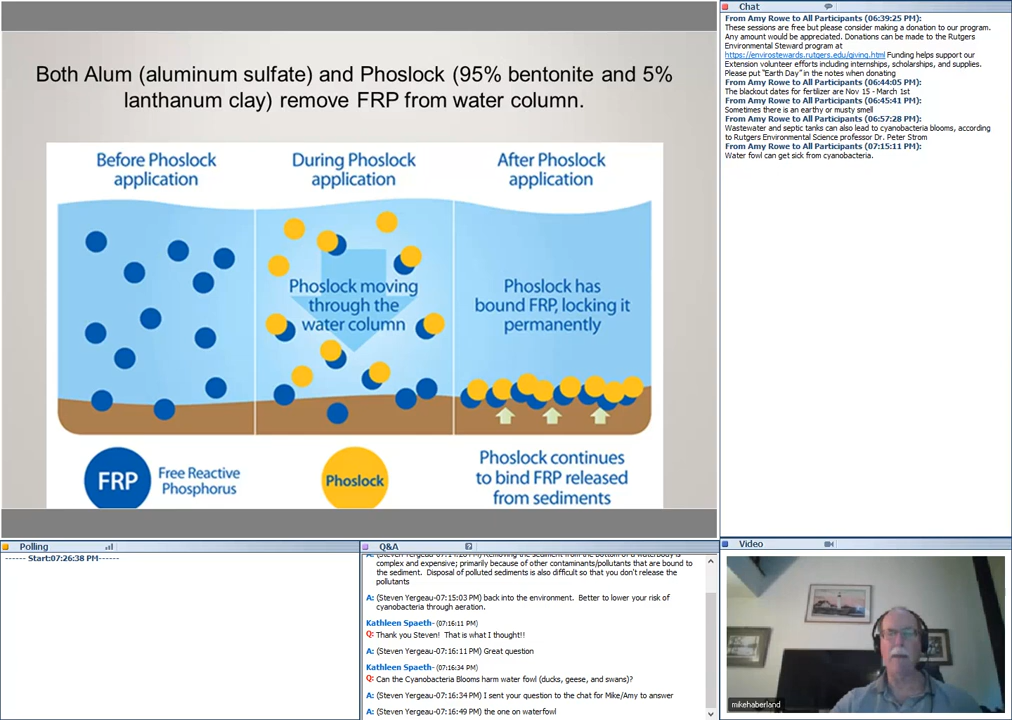 Both Alum (aluminum sulfate) and Phoslock (95% bentonite and 5%
lanthanum clay) remove FRP from water column.
Before Phoslock
application
During Phoslock
application
After Phoslock
application
Phoslock moving
through the
water column
Phoslock has
bound FRP, locking it
permanently
FRP
Free Reactive
Phosphorus
Phoslock
Phoslock continues
to bind FRP released
from sediments
Chat
From Amy Rowe to All Participants (06:39:25 PM):
These sessions are free but please consider making a donation to our program.
Any amount would be appreciated. Donations can be made to the Rutgers
Environmental Steward program at
https://envirostewards.rutgers.edu/giving.html Funding helps support our
Extension volunteer efforts including internships, scholarships, and supplies.
Please put "Earth Day" in the notes when donating
From Amy Rowe to All Participants (06:44:05 PM):
The blackout dates for fertilizer are Nov 15 - March 1st
From Amy Rowe to All Participants (06:45:41 PM):
Sometimes there is an earthy or musty smell
From Amy Rowe to All Participants (06:57:28 PM):
Wastewater and septic tanks can also lead to cyanobacteria blooms, according
to Rutgers Environmental Science professor Dr. Peter Strom
From Amy Rowe to All Participants (07:15:11 PM):
Water fowl can get sick from cyanobacteria.
Polling
------ Start:07:26:38 PM------
Q&A
complex and expensive; primarily because of other contaminants/pollutants that are bound to
the sediment. Disposal of polluted sediments is also difficult so that you don't release the
pollutants
A: (Steven Yergeau-07:15:03 PM) back into the environment. Better to lower your risk of
cyanobacteria through aeration.
Kathleen Spaeth- (07:16:11 PM)
Q: Thank you Steven! That is what I thought!!
A: (Steven Yergeau-07:16:11 PM) Great question
Kathleen Spaeth- (07:16:34 PM)
Q: Can the Cyanobacteria Blooms harm water fowl (ducks, geese, and swans)?
A: (Steven Yergeau-07:16:34 PM) I sent your question to the chat for Mike/Amy to answer
A: (Steven Yergeau-07:16:49 PM) the one on waterfowl
Video
mikehaberland